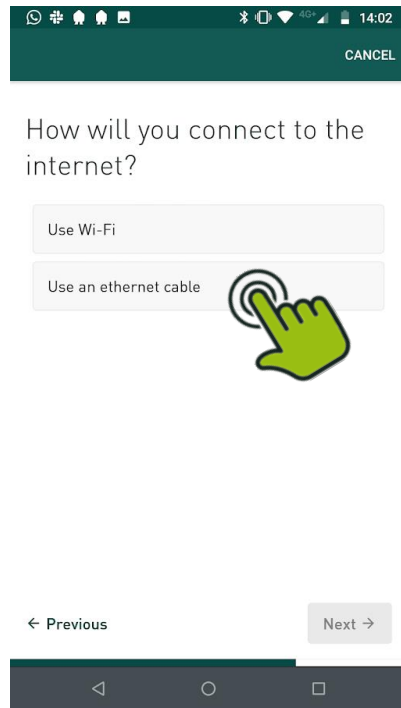 4G+ 14:02
CANCEL
How will you connect to the
internet?
Use Wi-Fi
Use an ethernet cable
← Previous Next →